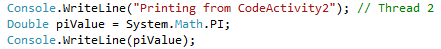 Console.WriteLine("Printing from CodeActivity2"); // Thread 2
Double piValue = System.Math.PI;
Console.WriteLine(piValue);